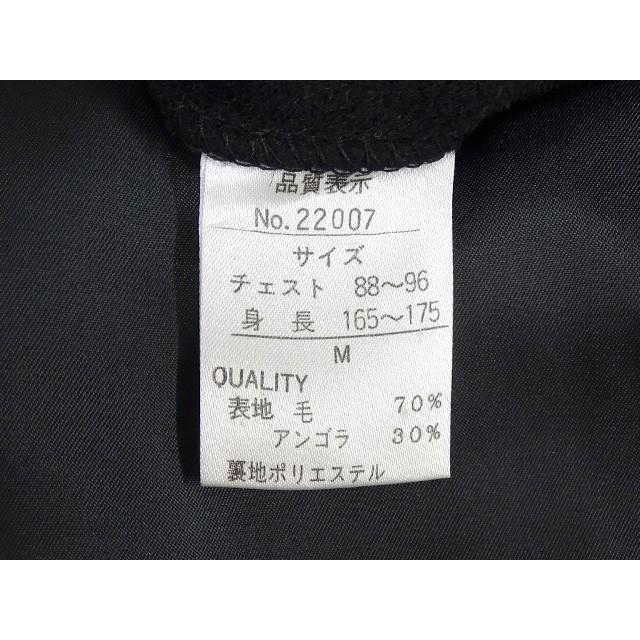 品質表示
No.22007
サイズ
チェスト 88〜96
身長 165〜175
M
QUALITY
表地 毛 70%
アンゴラ 30%
裏地ポリエステル